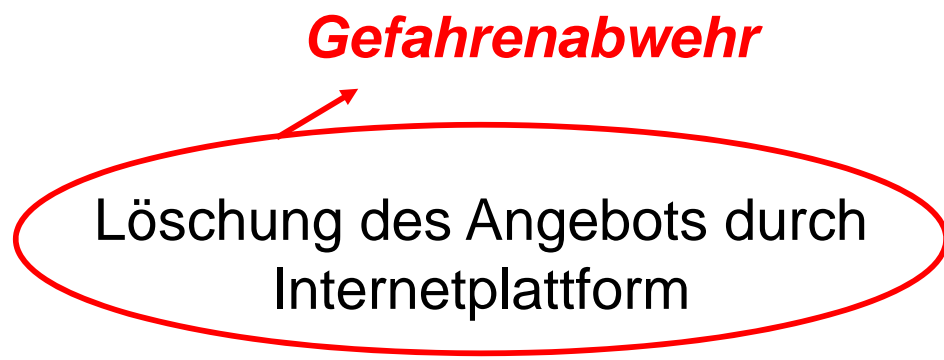 Gefahrenabwehr
Löschung des Angebots durch
Internetplattform